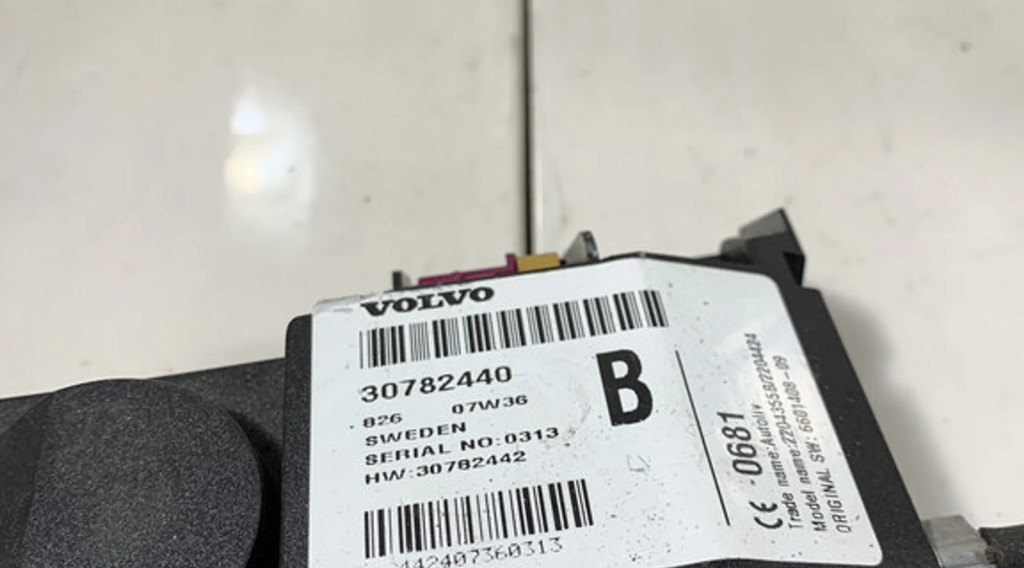 VOLVO
30782440
826 07W36
SWEDEN
SERIAL NO:0313
HW:30782442
442407360313
B
CE 0681
Trade name:Autoliv
Model name:2204355B/2204424
ORIGINAL SW: 6601408-09